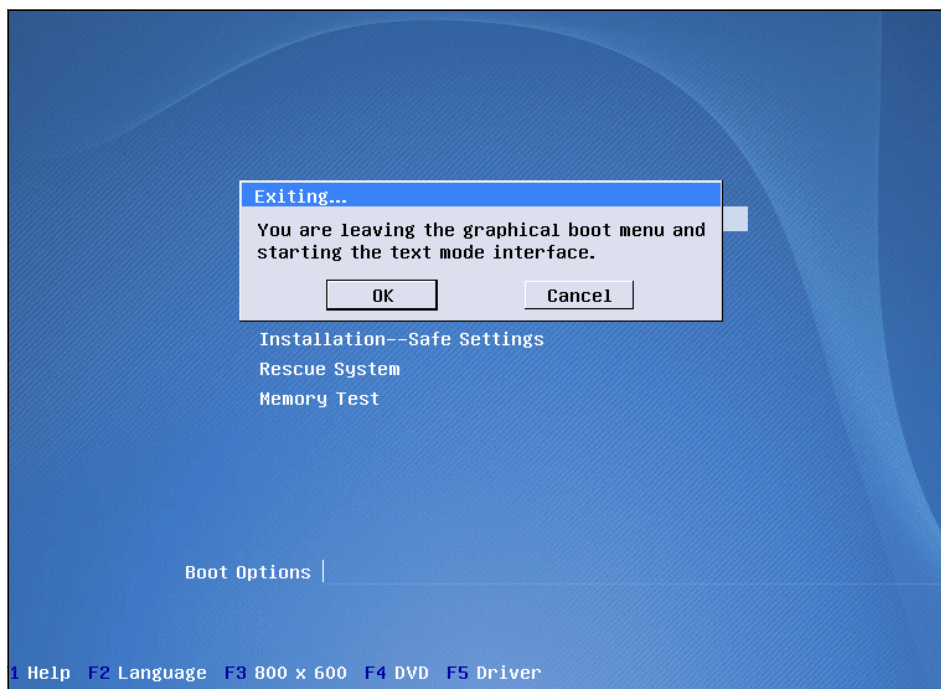 Exiting...
You are leaving the graphical boot menu and
starting the text mode interface.
OK Cancel
Installation--Safe Settings
Rescue System
Memory Test
Boot Options
1 Help F2 Language F3 800 x 600 F4 DVD F5 Driver